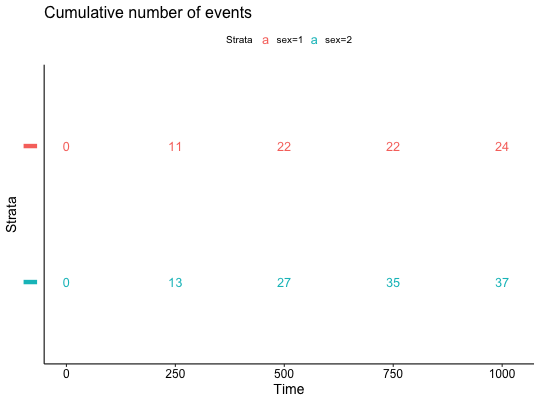 Cumulative number of events
Strata a sex=1 a sex=2
0 11 22 22 24
Strata
0 13 27 35 37
0 250 500 750 1000
Time